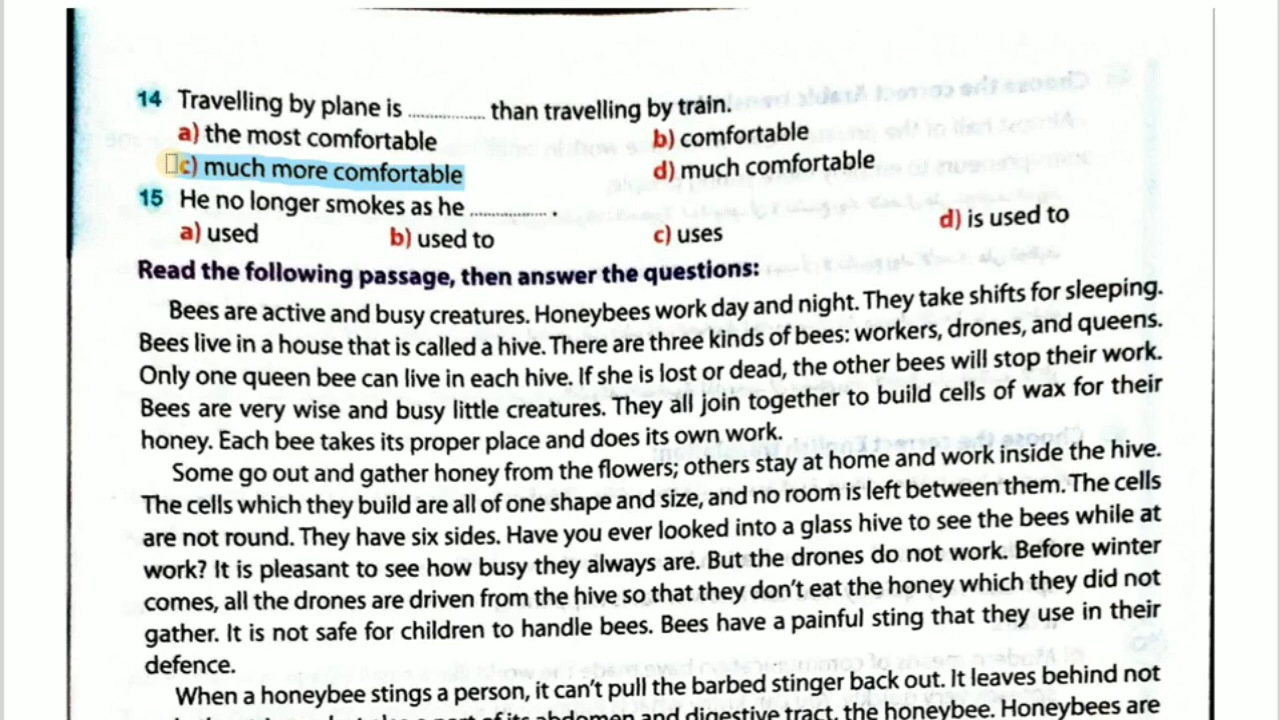 14 Travelling by plane is ................ than travelling by train.
a) the most comfortable b) comfortable
c) much more comfortable d) much comfortable
15 He no longer smokes as he ................ .
a) used b) used to c) uses d) is used to
Read the following passage, then answer the questions:
Bees are active and busy creatures. Honeybees work day and night. They take shifts for sleeping.
Bees live in a house that is called a hive. There are three kinds of bees: workers, drones, and queens.
Only one queen bee can live in each hive. If she is lost or dead, the other bees will stop their work.
Bees are very wise and busy little creatures. They all join together to build cells of wax for their
honey. Each bee takes its proper place and does its own work.
Some go out and gather honey from the flowers; others stay at home and work inside the hive.
The cells which they build are all of one shape and size, and no room is left between them. The cells
are not round. They have six sides. Have you ever looked into a glass hive to see the bees while at
work? It is pleasant to see how busy they always are. But the drones do not work. Before winter
comes, all the drones are driven from the hive so that they don't eat the honey which they did not
gather. It is not safe for children to handle bees. Bees have a painful sting that they use in their
defence.
When a honeybee stings a person, it can't pull the barbed stinger back out. It leaves behind not
a part of its abdomen and digestive tract, the honeybee. Honeybees are